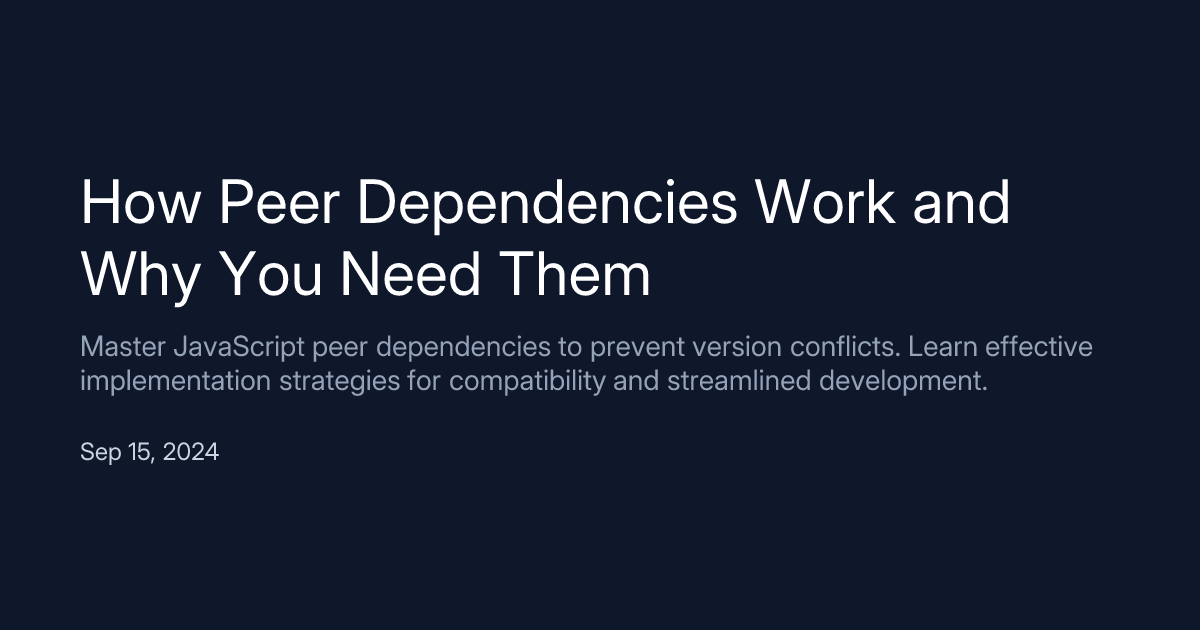 How Peer Dependencies Work and
Why You Need Them
Master JavaScript peer dependencies to prevent version conflicts. Learn effective
implementation strategies for compatibility and streamlined development.
Sep 15, 2024